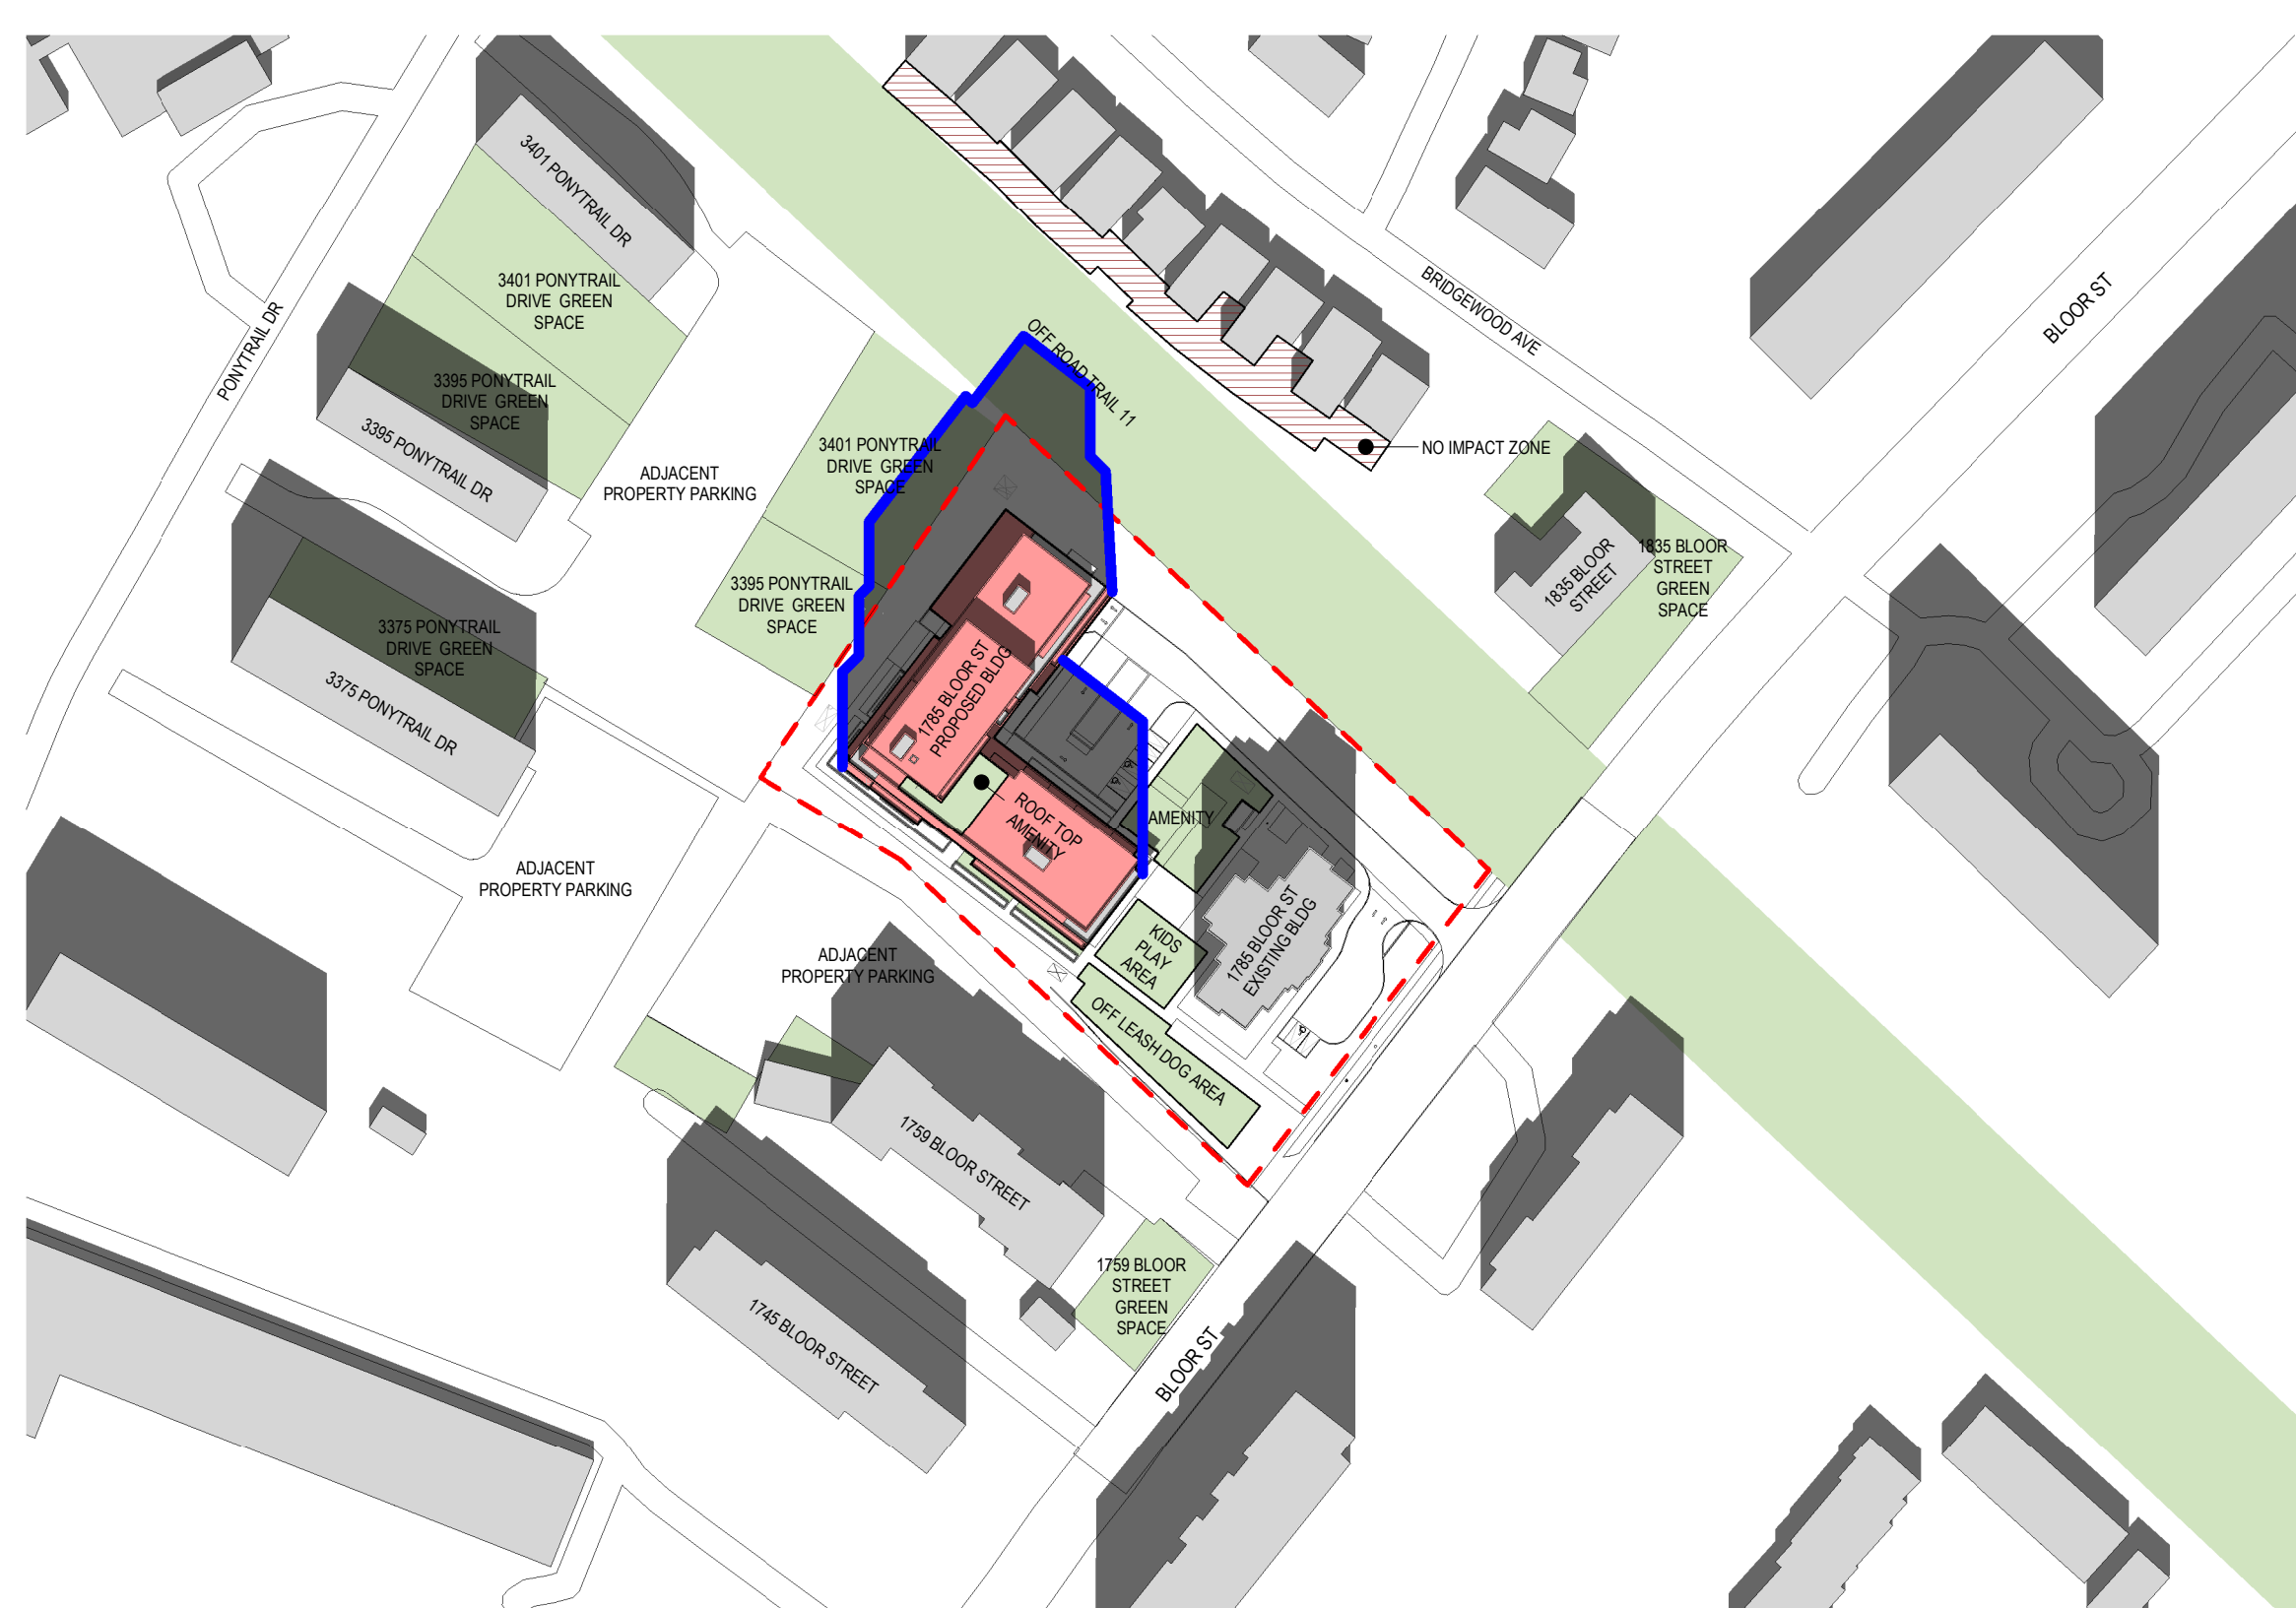 3401 PONYTRAIL DR
3401 PONYTRAIL
DRIVE GREEN
SPACE
PONYTRAIL DR
3395 PONYTRAIL
DRIVE GREEN
SPACE
3395 PONYTRAIL DR
ADJACENT
PROPERTY PARKING
3375 PONYTRAIL
DRIVE GREEN
SPACE
3375 PONYTRAIL DR
OFF ROAD TRAIL 11
3401 PONYTRAIL
DRIVE GREEN
SPACE
3395 PONYTRAIL
DRIVE GREEN
SPACE
BRIDGEWOOD AVE
BLOOR ST
NO IMPACT ZONE
1835 BLOOR
STREET
1835 BLOOR
STREET
GREEN
SPACE
1785 BLOOR ST
PROPOSED BLDG
ROOF TOP
AMENITY
AMENITY
KIDS
PLAY
AREA
1785 BLOOR ST
EXISTING BLDG
OFF LEASH DOG AREA
ADJACENT
PROPERTY PARKING
ADJACENT
PROPERTY PARKING
1759 BLOOR STREET
1745 BLOOR STREET
1759 BLOOR
STREET
GREEN
SPACE
BLOOR ST